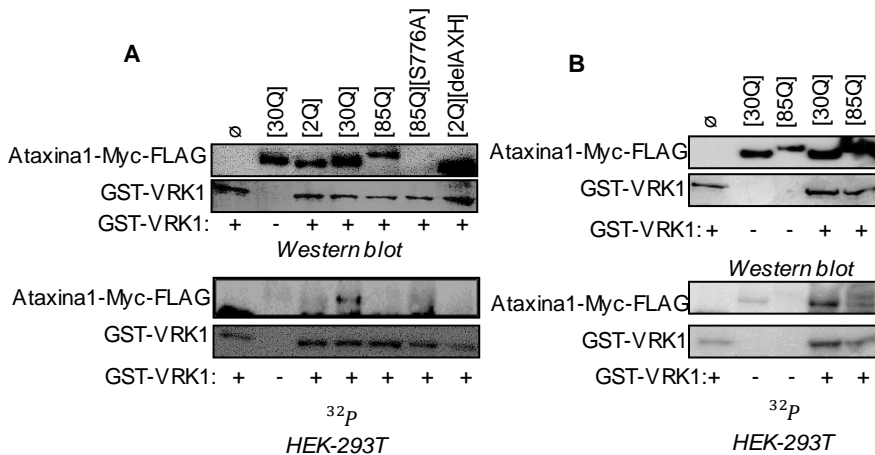 A
ø [30Q] [2Q] [30Q] [85Q] [85Q][S776A] [2Q][delAXH]
Ataxina1-Myc-FLAG
GST-VRK1
GST-VRK1: + - + + + + +
Western blot
Ataxina1-Myc-FLAG
GST-VRK1
GST-VRK1: + - + + + + +
32P
HEK-293T
B
ø [30Q] [85Q] [30Q] [85Q]
Ataxina1-Myc-FLAG
GST-VRK1
GST-VRK1: + - - + +
Western blot
Ataxina1-Myc-FLAG
GST-VRK1
GST-VRK1: + - - + +
32P
HEK-293T